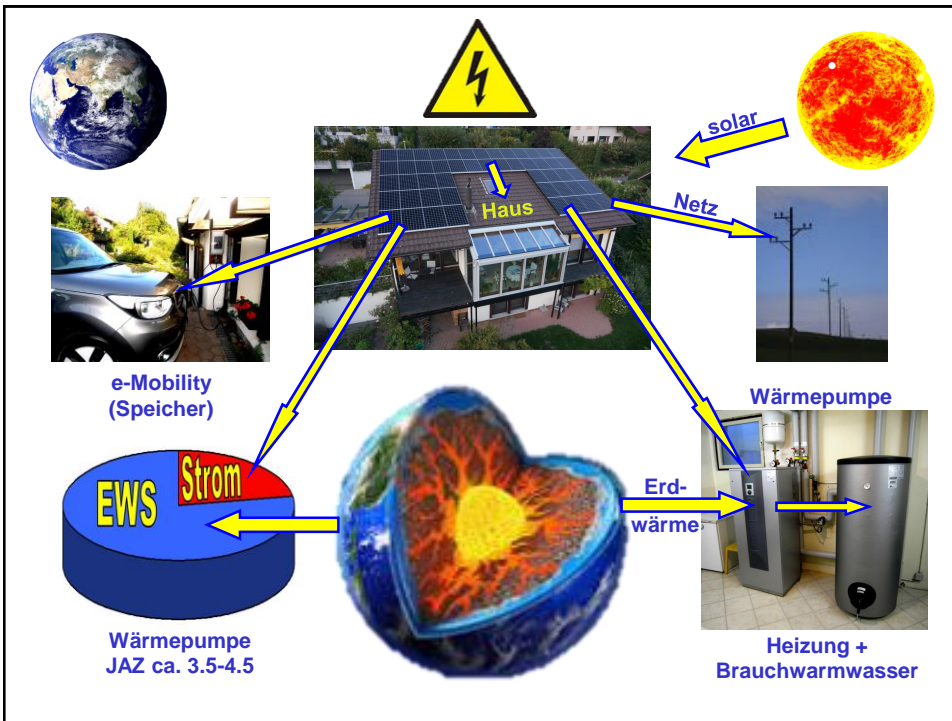 solar
Netz
Haus
e-Mobility
(Speicher)
Wärmepumpe
EWS
Strom
Erd-
wärme
Wärmepumpe
JAZ ca. 3.5-4.5
Heizung +
Brauchwarmwasser